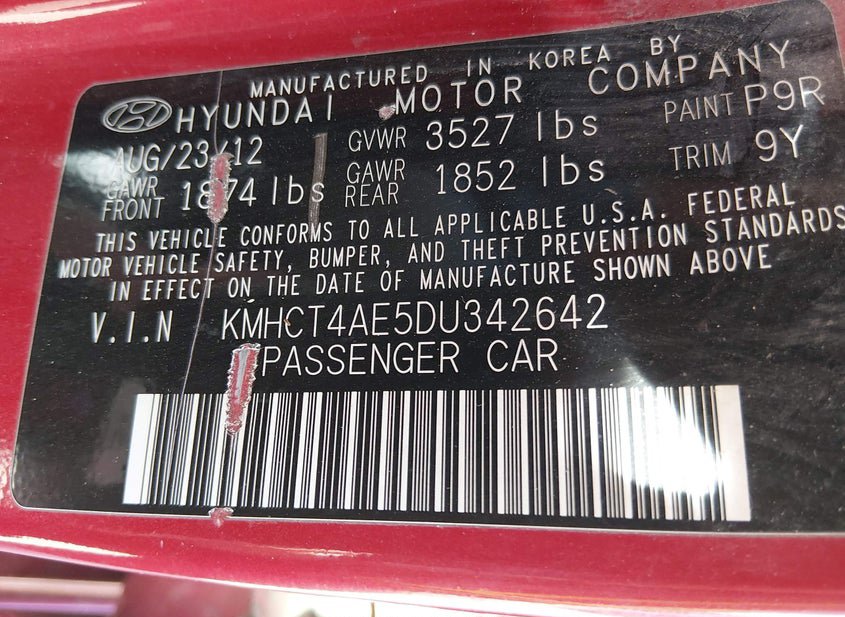 MANUFACTURED IN KOREA BY
HYUNDAI MOTOR COMPANY
AUG/23/12 GVWR 3527 lbs PAINT P9R
GAWR FRONT 1874 lbs GAWR REAR 1852 lbs TRIM 9Y
THIS VEHICLE CONFORMS TO ALL APPLICABLE U.S.A. FEDERAL
MOTOR VEHICLE SAFETY, BUMPER, AND THEFT PREVENTION STANDARDS
IN EFFECT ON THE DATE OF MANUFACTURE SHOWN ABOVE
V.I.N KMHCT4AE5DU342642
PASSENGER CAR